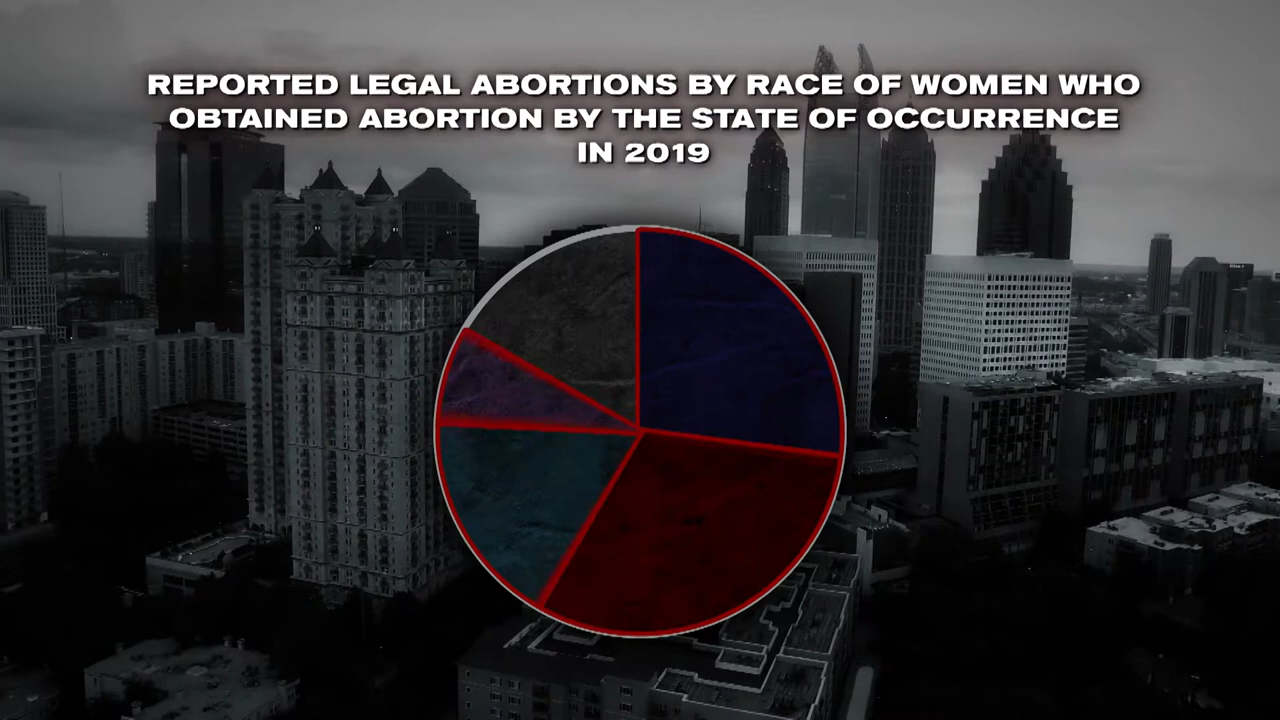 REPORTED LEGAL ABORTIONS BY RACE OF WOMEN WHO
OBTAINED ABORTION BY THE STATE OF OCCURRENCE
IN 2019